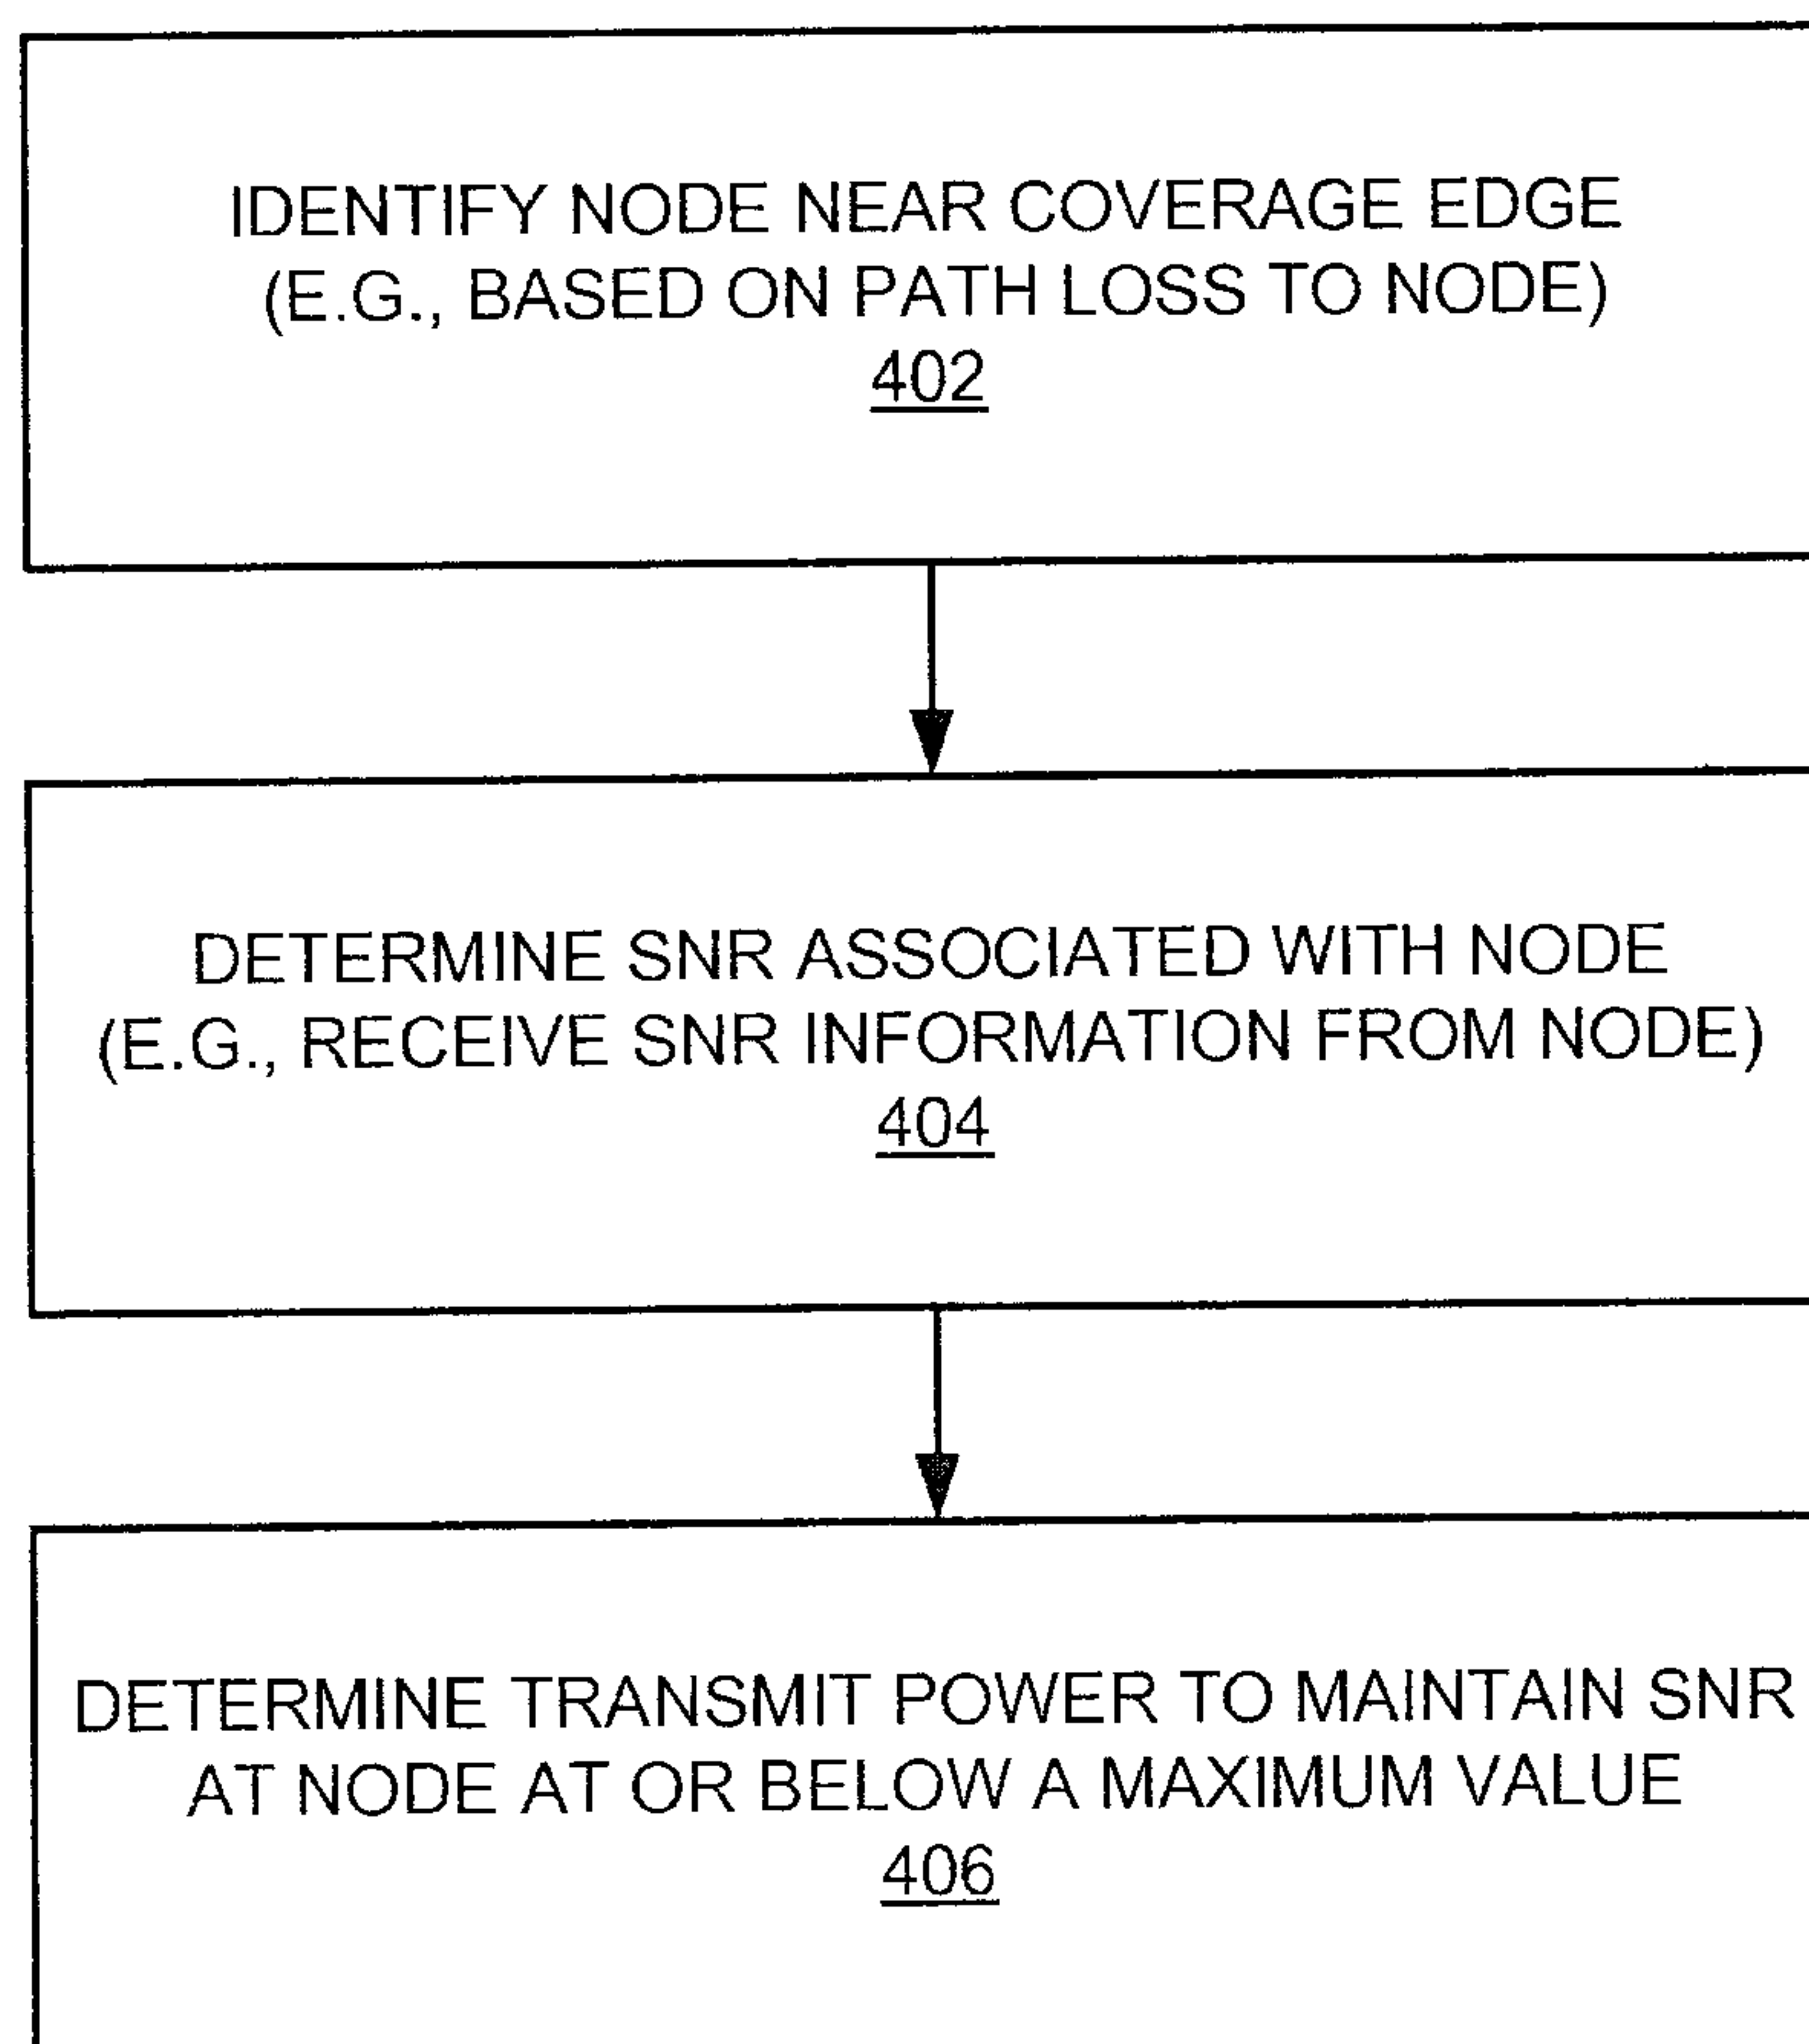 IDENTIFY NODE NEAR COVERAGE EDGE
(E.G., BASED ON PATH LOSS TO NODE)
402
DETERMINE SNR ASSOCIATED WITH NODE
(E.G., RECEIVE SNR INFORMATION FROM NODE)
404
DETERMINE TRANSMIT POWER TO MAINTAIN SNR
AT NODE AT OR BELOW A MAXIMUM VALUE
406